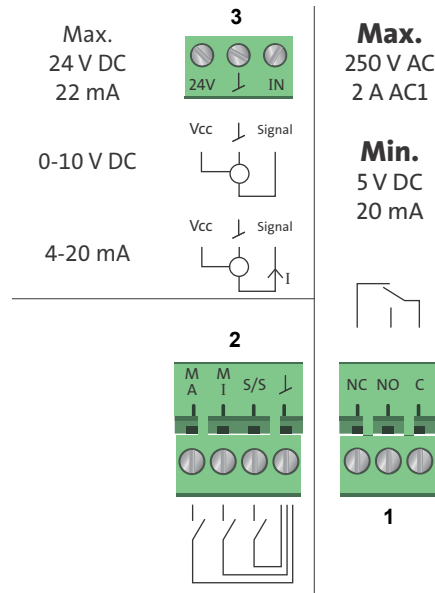 3
Max.
24 V DC
22 mA
24V IN
Vcc Signal
0-10 V DC
Vcc Signal
4-20 mA
I
2
M M
A I S/S
Max.
250 V AC
2 A AC1
Min.
5 V DC
20 mA
NC NO C
1